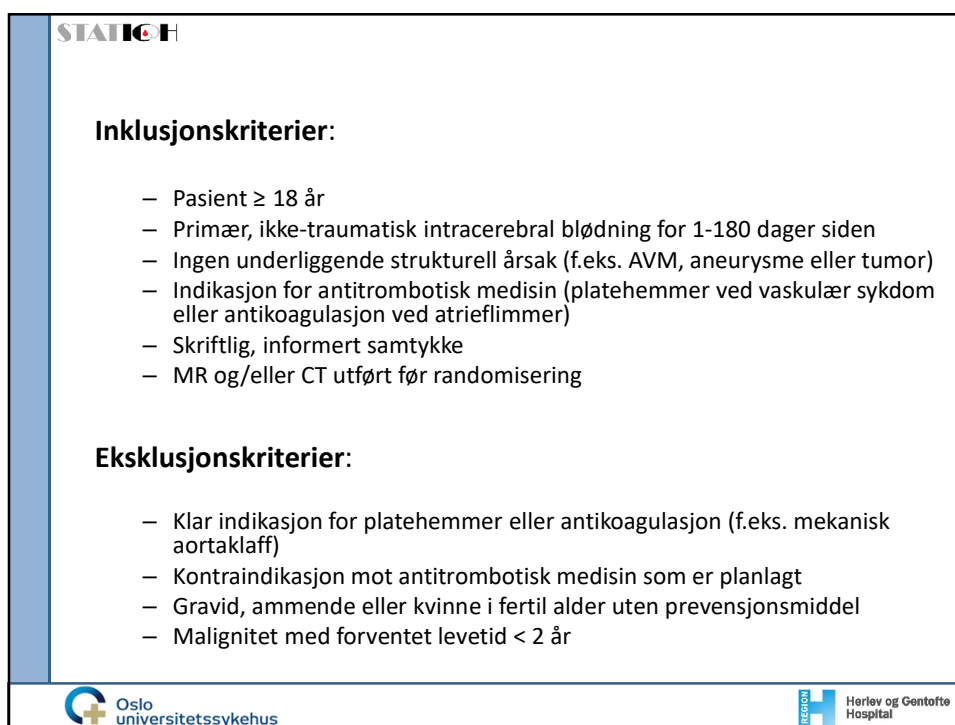 STATICH
Inklusjonskriterier:
– Pasient ≥ 18 år
– Primær, ikke-traumatisk intracerebral blødning for 1-180 dager siden
– Ingen underliggende strukturell årsak (f.eks. AVM, aneurysme eller tumor)
– Indikasjon for antitrombotisk medisin (platehemmer ved vaskulær sykdom
eller antikoagulasjon ved atrieflimmer)
– Skriftlig, informert samtykke
– MR og/eller CT utført før randomisering
Eksklusjonskriterier:
– Klar indikasjon for platehemmer eller antikoagulasjon (f.eks. mekanisk
aortaklaff)
– Kontraindikasjon mot antitrombotisk medisin som er planlagt
– Gravid, ammende eller kvinne i fertil alder uten prevensjonsmiddel
– Malignitet med forventet levetid < 2 år
Oslo
universitetssykehus
REGION
Herlev og Gentofte
Hospital